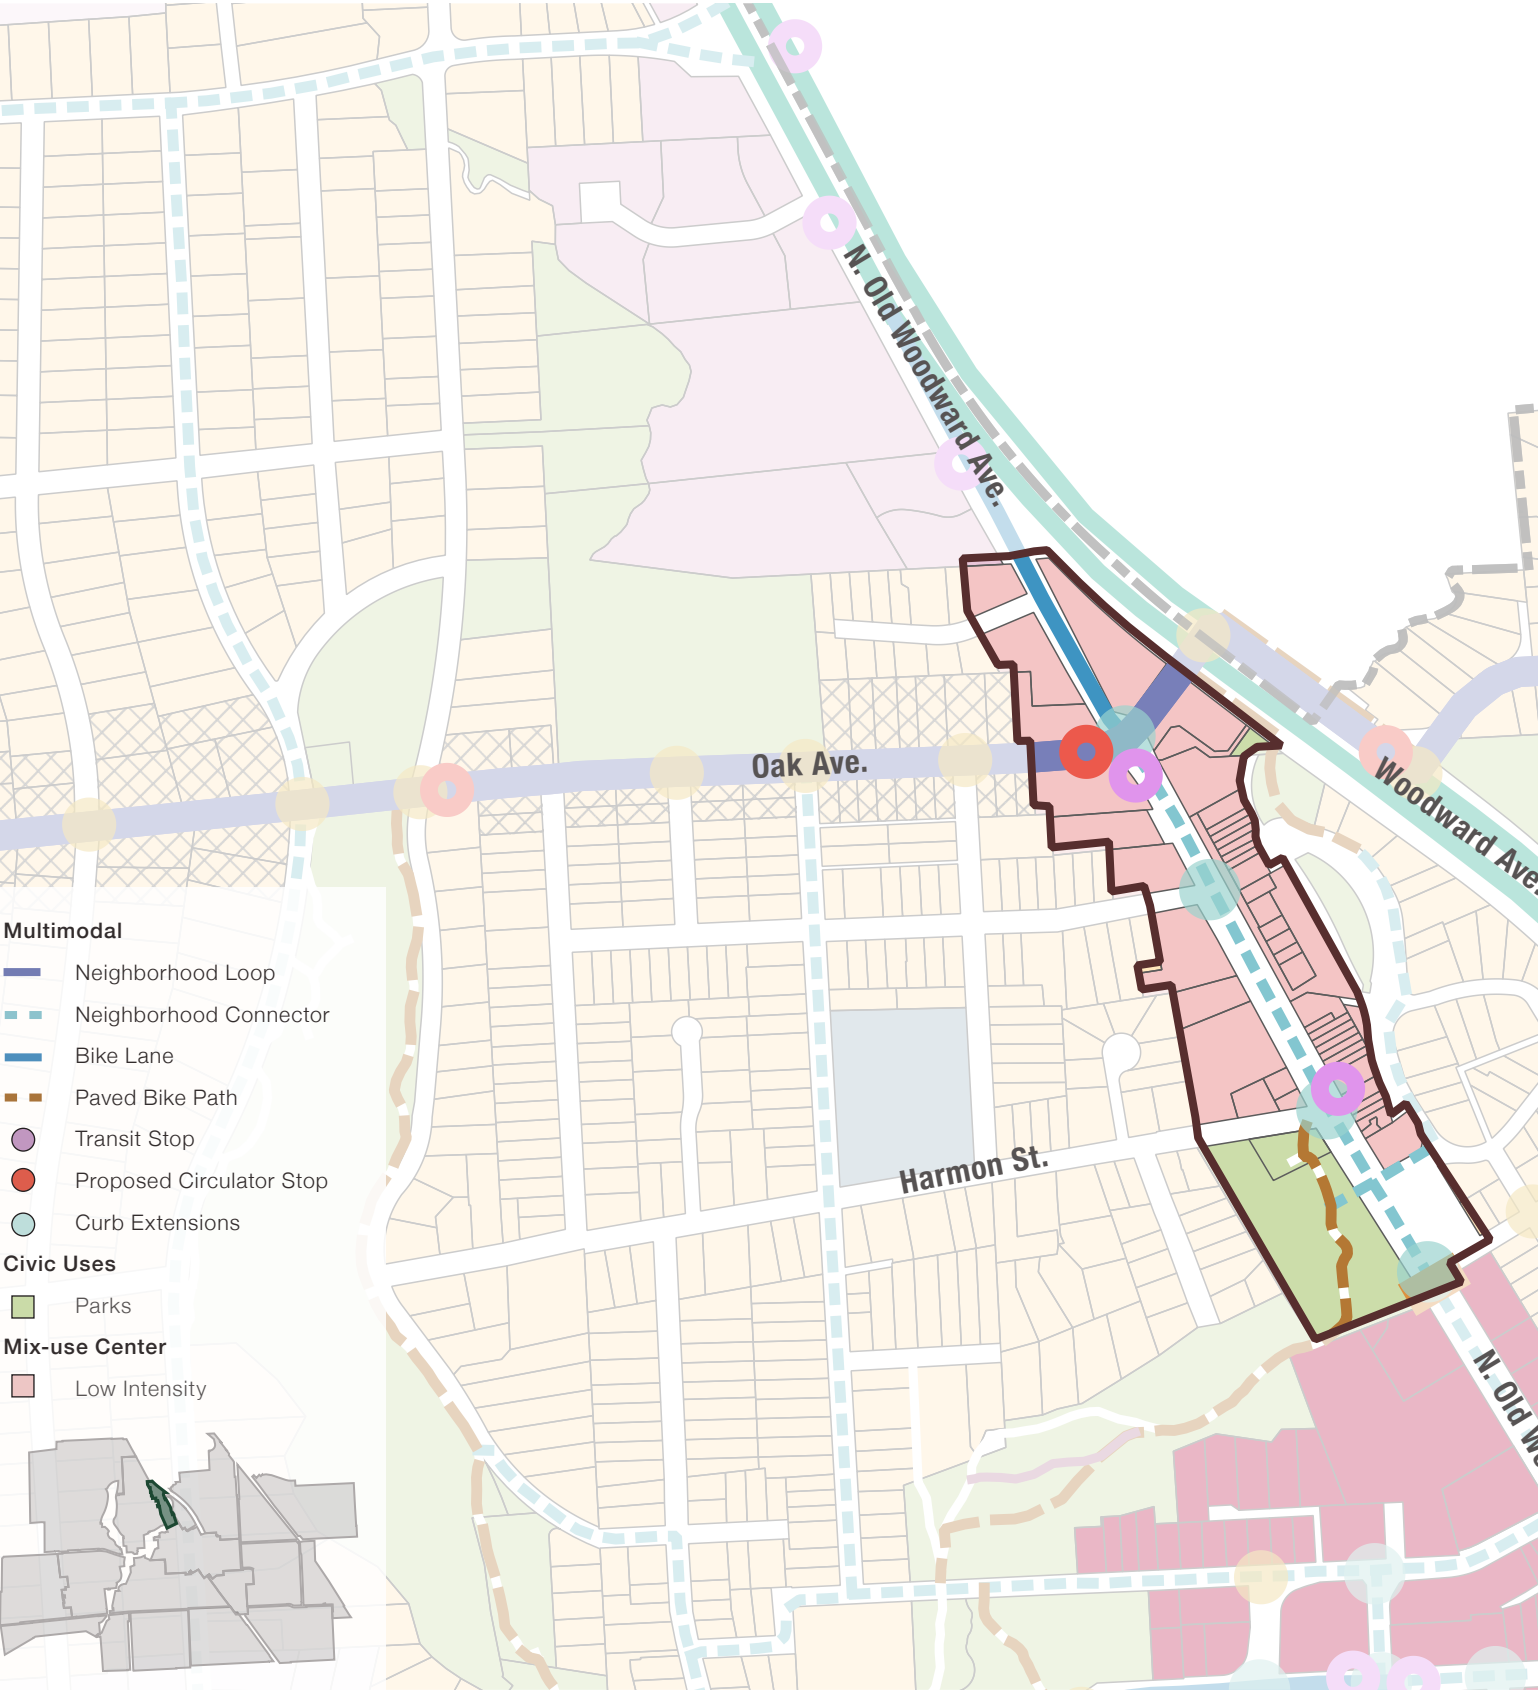 N. Old Woodward Ave.
Oak Ave.
Woodward Ave.
Harmon St.
N. Old Wo
Multimodal
Neighborhood Loop
Neighborhood Connector
Bike Lane
Paved Bike Path
Transit Stop
Proposed Circulator Stop
Curb Extensions
Civic Uses
Parks
Mix-use Center
Low Intensity